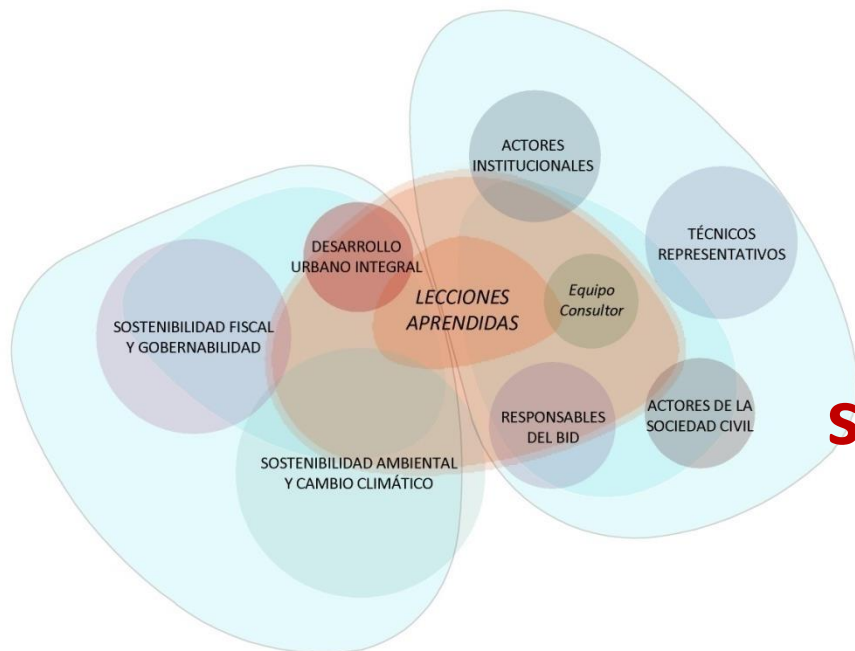 ACTORES
INSTITUCIONALES
TÉCNICOS
REPRESENTATIVOS
DESARROLLO
URBANO INTEGRAL
LECCIONES
APRENDIDAS
Equipo
Consultor
SOSTENIBILIDAD FISCAL
Y GOBERNABILIDAD
RESPONSABLES
DEL BID
ACTORES DE LA
SOCIEDAD CIVIL
S
SOSTENIBILIDAD AMBIENTAL
Y CAMBIO CLIMÁTICO